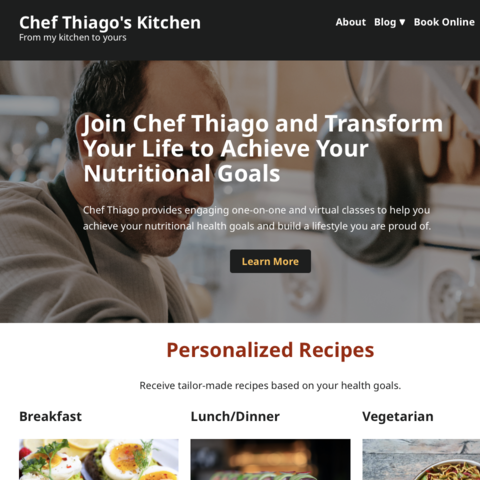 Chef Thiago's Kitchen
From my kitchen to yours
About Blog ▼ Book Online
Join Chef Thiago and Transform
Your Life to Achieve Your
Nutritional Goals
Chef Thiago provides engaging one-on-one and virtual classes to help you
achieve your nutritional health goals and build a lifestyle you are proud of.
Learn More
Personalized Recipes
Receive tailor-made recipes based on your health goals.
Breakfast
Lunch/Dinner
Vegetarian